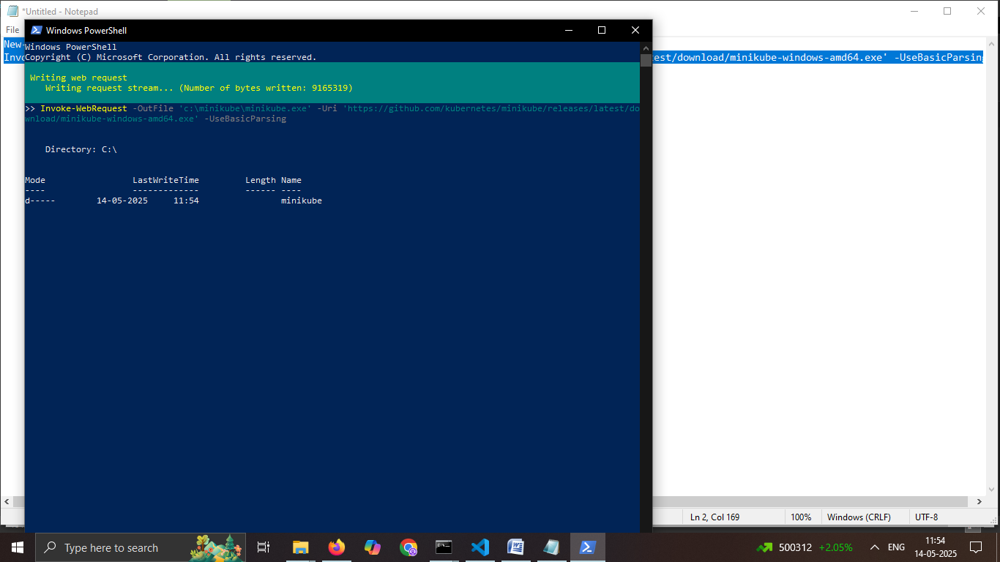 *Untitled - Notepad
File
New-
Invo
est/download/minikube-windows-amd64.exe' -UseBasicParsing
Windows PowerShell
Windows PowerShell
Copyright (C) Microsoft Corporation. All rights reserved.
Writing web request
Writing request stream... (Number of bytes written: 9165319)
>> Invoke-WebRequest -OutFile 'c:\minikube\minikube.exe' -Uri 'https://github.com/kubernetes/minikube/releases/latest/do
wnload/minikube-windows-amd64.exe' -UseBasicParsing
Directory: C:\
Mode LastWriteTime Length Name
---- ------------- ------ ----
d----- 14-05-2025 11:54 minikube
Ln 2, Col 169 100% Windows (CRLF) UTF-8
Type here to search
500312 +2.05% ENG
11:54
14-05-2025